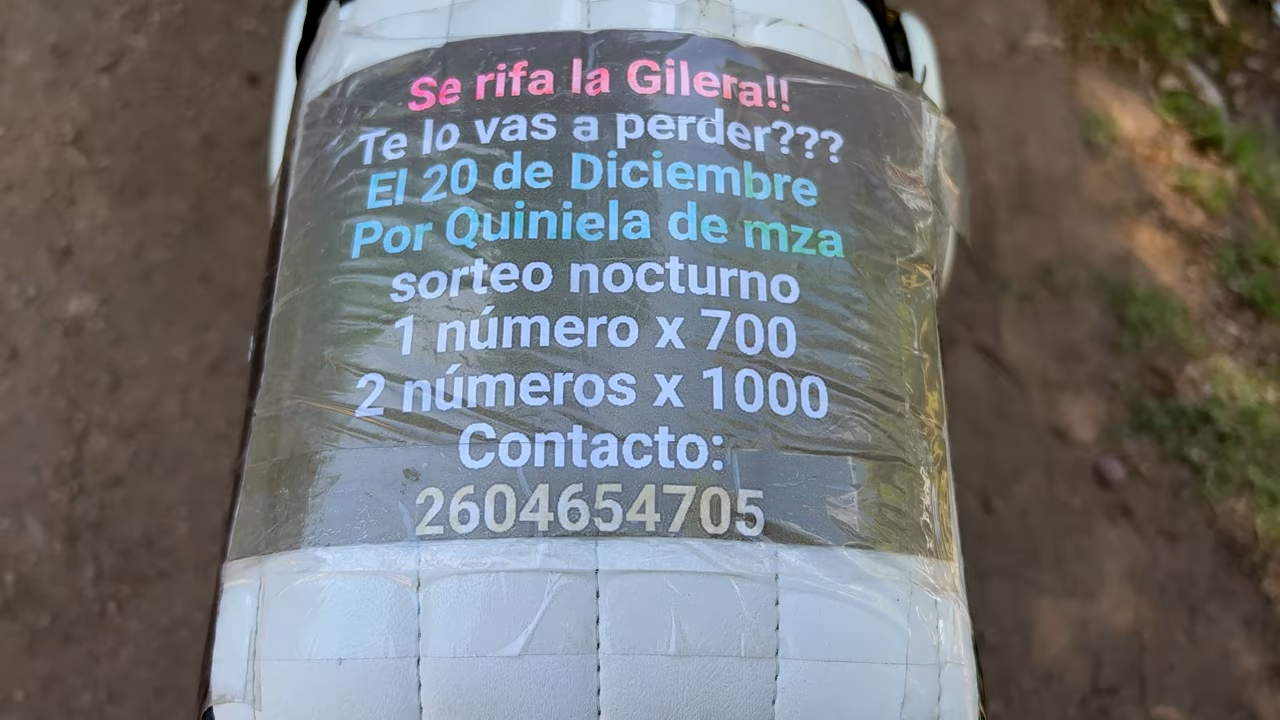 Se rifa la Gilera!!
Te lo vas a perder???
El 20 de Diciembre
Por Quiniela de mza
sorteo nocturno
1 número x 700
2 números x 1000
Contacto:
2604654705